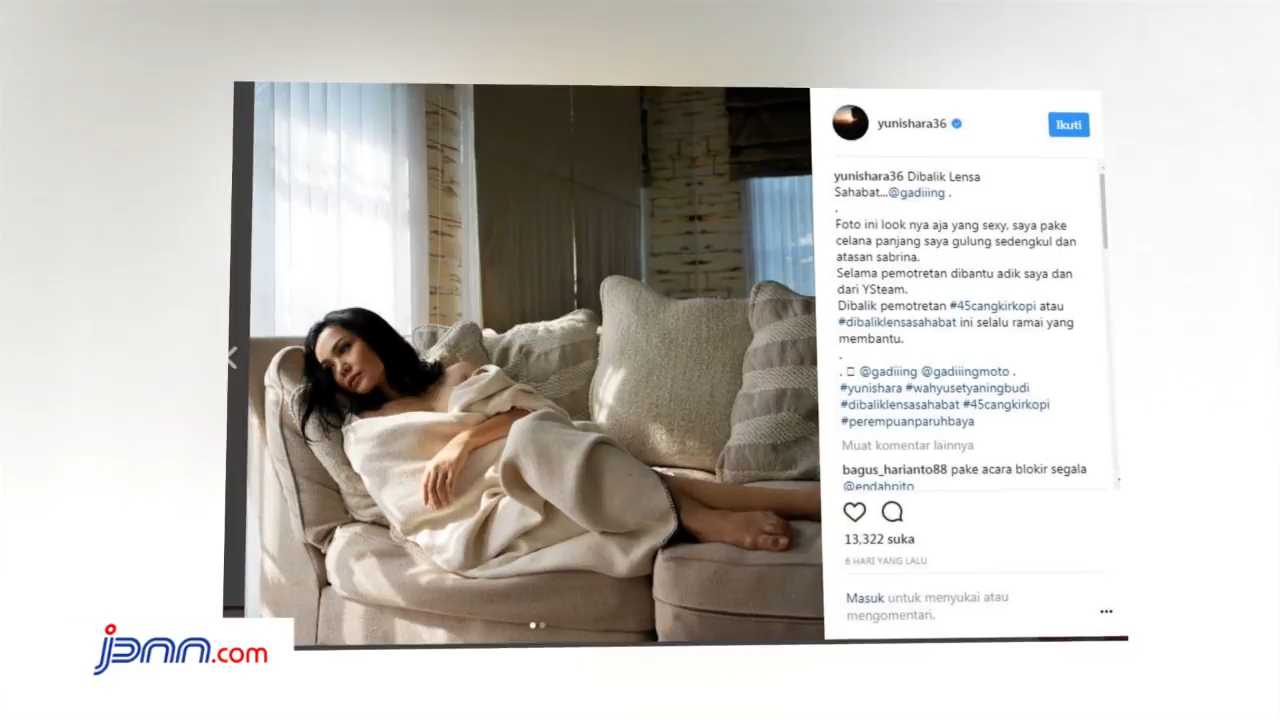 yunishara36
Ikuti
yunishara36 Dibalik Lensa
Sahabat...@gadiiing .
.
Foto ini look nya aja yang sexy, saya pake
celana panjang saya gulung sedengkul dan
atasan sabrina.
Selama pemotretan dibantu adik saya dan
dari YSteam.
Dibalik pemotretan #45cangkirkopi atau
#dibaliklensasahabat ini selalu ramai yang
membantu.
.
. @gadiiing @gadiiingmoto .
#yunishara #wahyusetyaningbudi
#dibaliklensasahabat #45cangkirkopi
#perempuanparuhbaya
Muat komentar lainnya
bagus_harianto88 pake acara blokir segala
@endahpito
13,322 suka
6 HARI YANG LALU
Masuk untuk menyukai atau
mengomentari.
jpnn.com